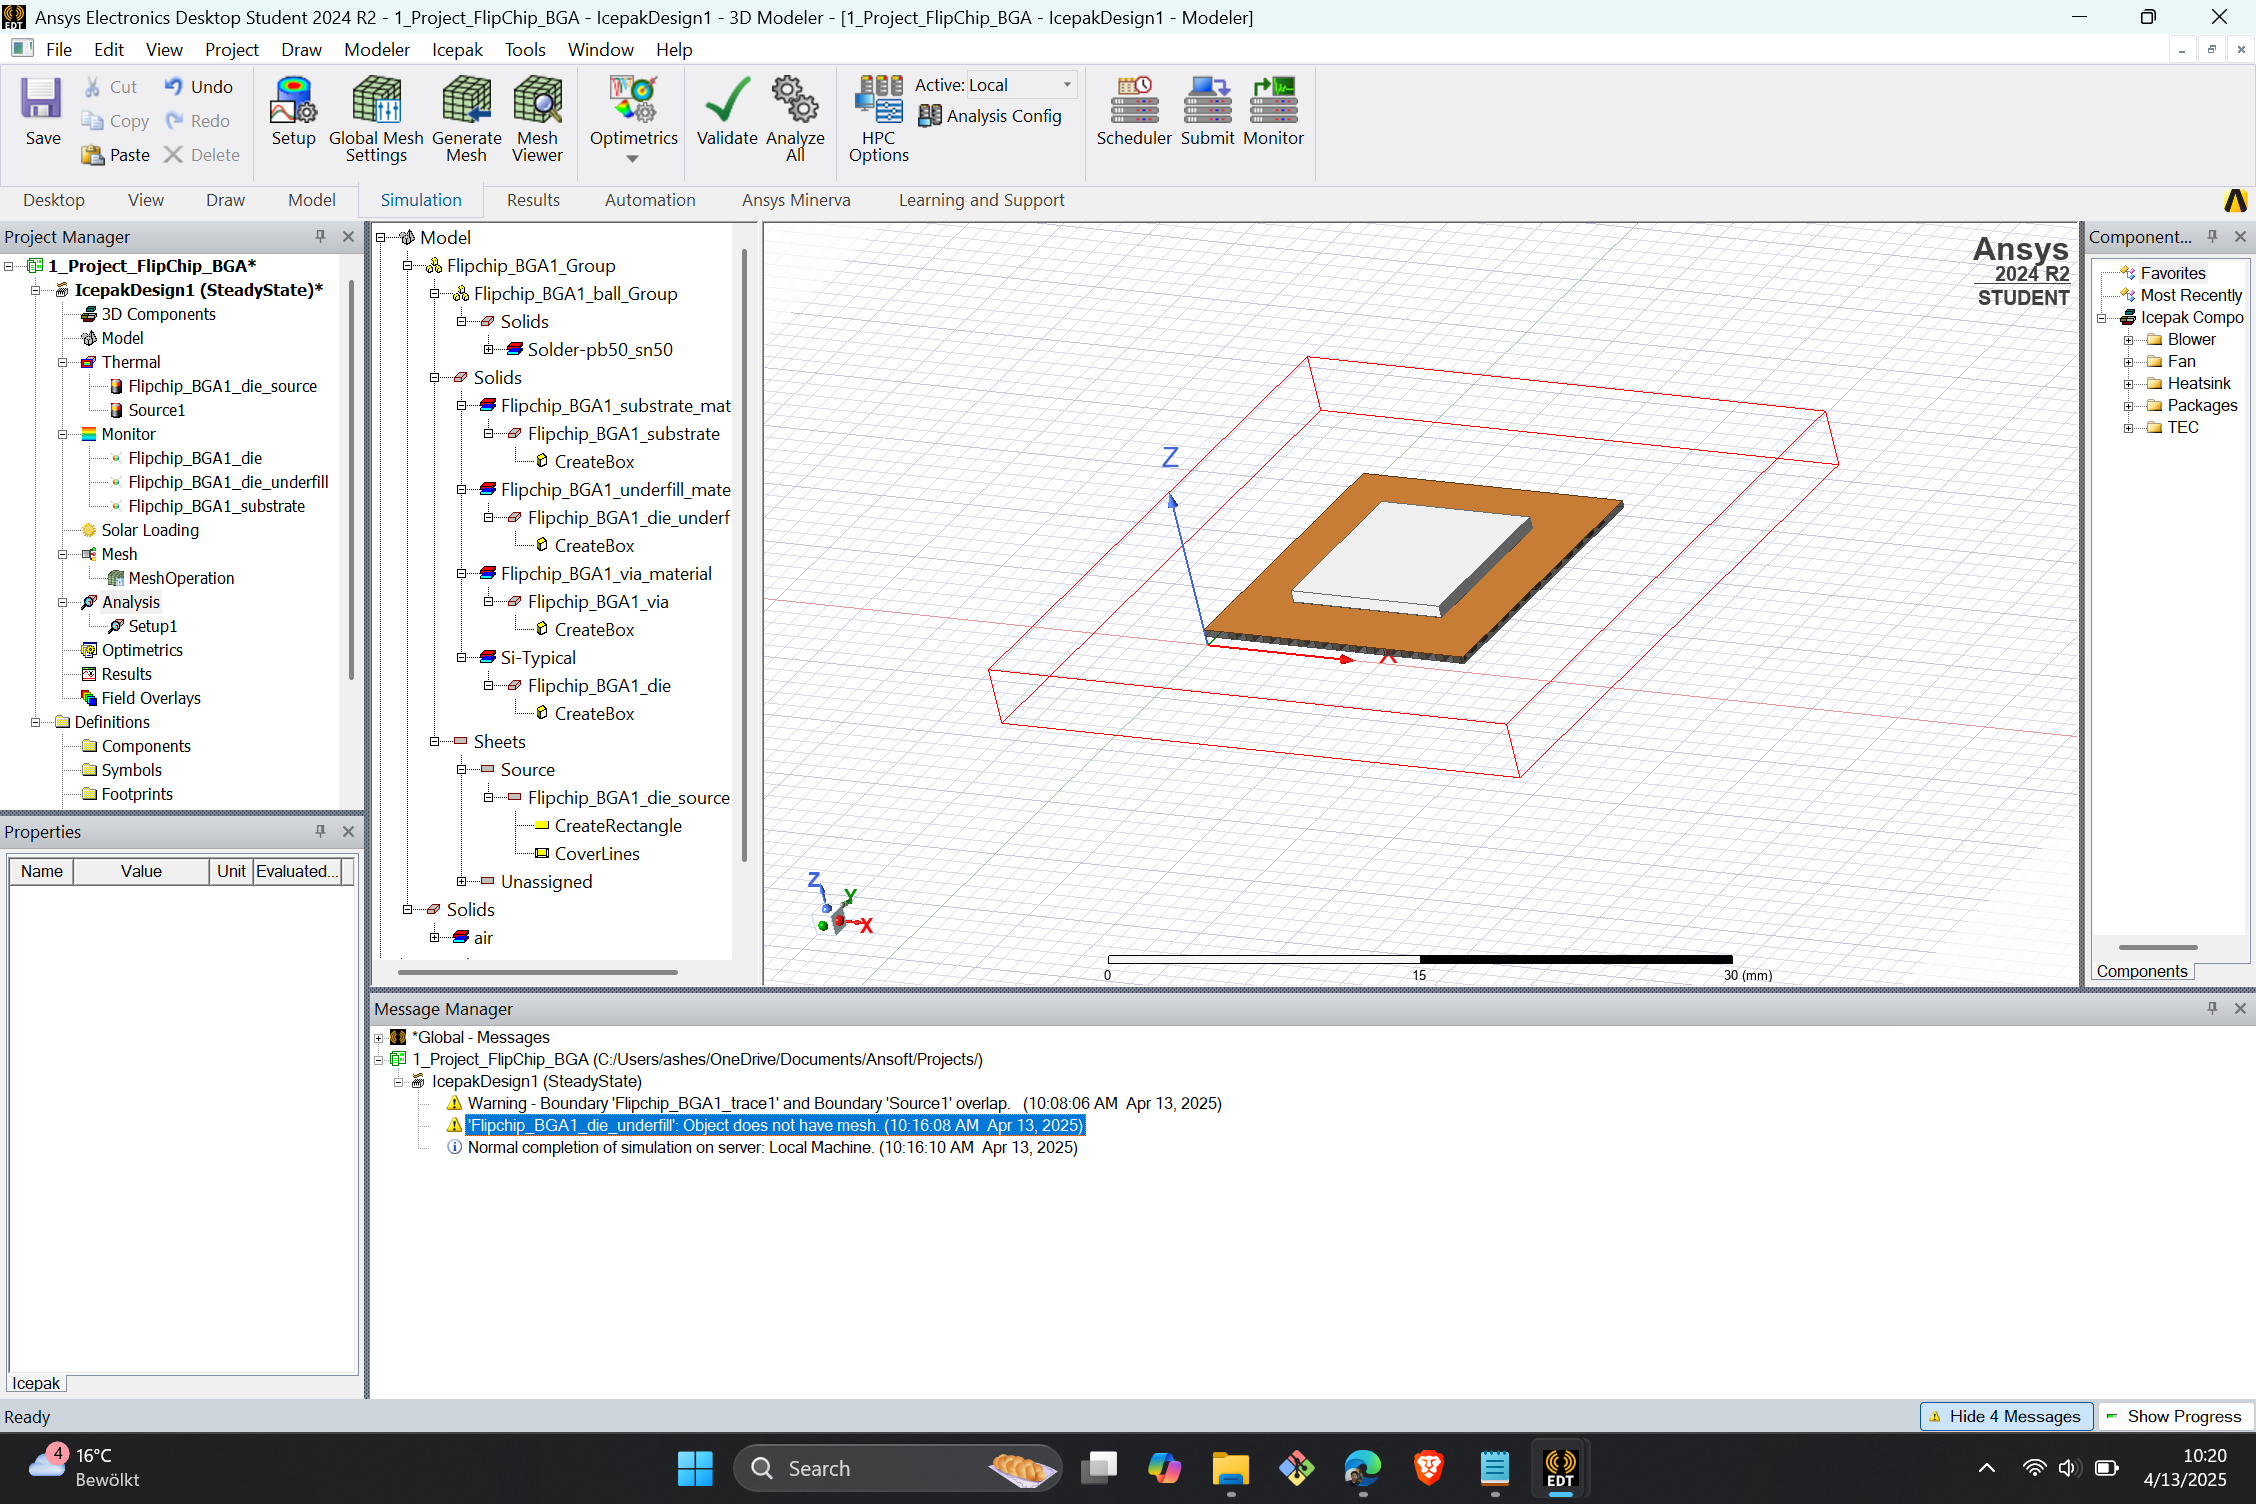 Ansys Electronics Desktop Student 2024 R2 - 1_Project_FlipChip_BGA - IcepakDesign1 - 3D Modeler - [1_Project_FlipChip_BGA - IcepakDesign1 - Modeler]
File Edit View Project Draw Modeler Icepak Tools Window Help
Save
Cut
Copy
Paste
Undo
Redo
Delete
Setup
Global Mesh Settings
Generate Mesh
Mesh Viewer
Optimetrics
Validate
Analyze All
HPC Options
Active: Local
Analysis Config
Scheduler
Submit
Monitor
Desktop View Draw Model Simulation Results Automation Ansys Minerva Learning and Support
Project Manager
1_Project_FlipChip_BGA*
IcepakDesign1 (SteadyState)*
3D Components
Model
Thermal
Flipchip_BGA1_die_source
Source1
Monitor
Flipchip_BGA1_die
Flipchip_BGA1_die_underfill
Flipchip_BGA1_substrate
Solar Loading
Mesh
MeshOperation
Analysis
Setup1
Optimetrics
Results
Field Overlays
Definitions
Components
Symbols
Footprints
Properties
Name Value Unit Evaluated...
Icepak
Model
Flipchip_BGA1_Group
Flipchip_BGA1_ball_Group
Solids
Solder-pb50_sn50
Solids
Flipchip_BGA1_substrate_mat
Flipchip_BGA1_substrate
CreateBox
Flipchip_BGA1_underfill_mate
Flipchip_BGA1_die_underf
CreateBox
Flipchip_BGA1_via_material
Flipchip_BGA1_via
CreateBox
Si-Typical
Flipchip_BGA1_die
CreateBox
Sheets
Source
Flipchip_BGA1_die_source
CreateRectangle
CoverLines
Unassigned
Solids
air
Ansys
2024 R2
STUDENT
Z
X
Z
Y
X
0 15 30 (mm)
Component...
Favorites
Most Recently
Icepak Compo
Blower
Fan
Heatsink
Packages
TEC
Components
Message Manager
*Global - Messages
1_Project_FlipChip_BGA (C:/Users/ashes/OneDrive/Documents/Ansoft/Projects/)
IcepakDesign1 (SteadyState)
Warning - Boundary 'Flipchip_BGA1_trace1' and Boundary 'Source1' overlap. (10:08:06 AM Apr 13, 2025)
'Flipchip_BGA1_die_underfill': Object does not have mesh. (10:16:08 AM Apr 13, 2025)
Normal completion of simulation on server: Local Machine. (10:16:10 AM Apr 13, 2025)
Ready
Hide 4 Messages
Show Progress
4
16°C
Bewölkt
Search
EDT
10:20
4/13/2025